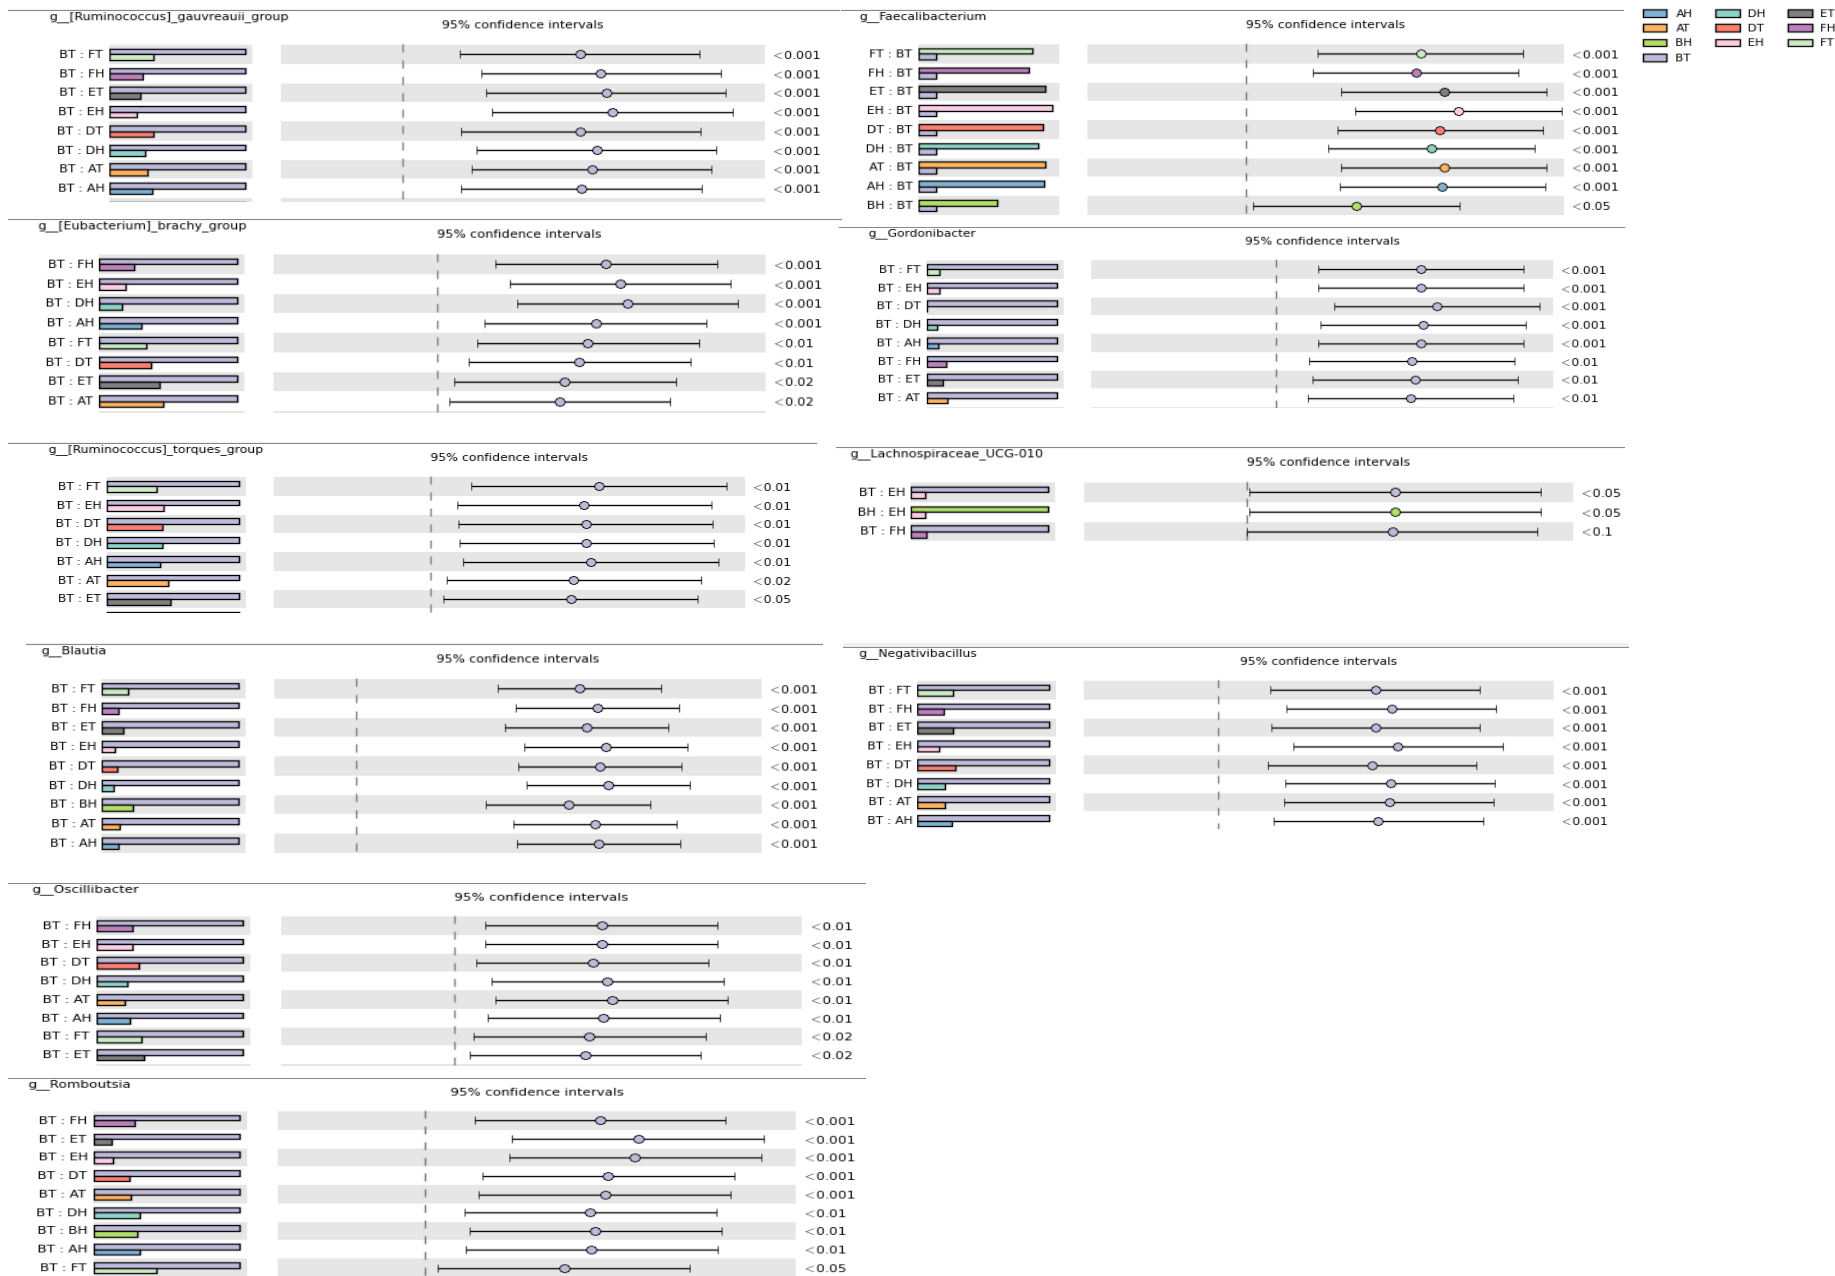 g__[Ruminococcus]_gauvreauii_group
95% confidence intervals
BT : FT <0.001
BT : FH <0.001
BT : ET <0.001
BT : EH <0.001
BT : DT <0.001
BT : DH <0.001
BT : AT <0.001
BT : AH <0.001
g__[Eubacterium]_brachy_group
95% confidence intervals
BT : FH <0.001
BT : EH <0.001
BT : DH <0.001
BT : AH <0.001
BT : FT <0.01
BT : DT <0.01
BT : ET <0.02
BT : AT <0.02
g__[Ruminococcus]_torques_group
95% confidence intervals
BT : FT <0.01
BT : EH <0.01
BT : DT <0.01
BT : DH <0.01
BT : AH <0.01
BT : AT <0.02
BT : ET <0.05
g__Blautia
95% confidence intervals
BT : FT <0.001
BT : FH <0.001
BT : ET <0.001
BT : EH <0.001
BT : DT <0.001
BT : DH <0.001
BT : BH <0.001
BT : AT <0.001
BT : AH <0.001
g__Oscillibacter
95% confidence intervals
BT : FH <0.01
BT : EH <0.01
BT : DT <0.01
BT : DH <0.01
BT : AT <0.01
BT : AH <0.01
BT : FT <0.02
BT : ET <0.02
g__Romboutsia
95% confidence intervals
BT : FH <0.001
BT : ET <0.001
BT : EH <0.001
BT : DT <0.001
BT : AT <0.001
BT : DH <0.01
BT : BH <0.01
BT : AH <0.01
BT : FT <0.05
g__Faecalibacterium
95% confidence intervals
FT : BT <0.001
FH : BT <0.001
ET : BT <0.001
EH : BT <0.001
DT : BT <0.001
DH : BT <0.001
AT : BT <0.001
AH : BT <0.001
BH : BT <0.05
g__Gordonibacter
95% confidence intervals
BT : FT <0.001
BT : EH <0.001
BT : DT <0.001
BT : DH <0.001
BT : AH <0.001
BT : FH <0.01
BT : ET <0.01
BT : AT <0.01
g__Lachnospiraceae_UCG-010
95% confidence intervals
BT : EH <0.05
BH : EH <0.05
BT : FH <0.1
g__Negativibacillus
95% confidence intervals
BT : FT <0.001
BT : FH <0.001
BT : ET <0.001
BT : EH <0.001
BT : DT <0.001
BT : DH <0.001
BT : AT <0.001
BT : AH <0.001
AH DH ET
AT DT FH
BH EH FT
BT